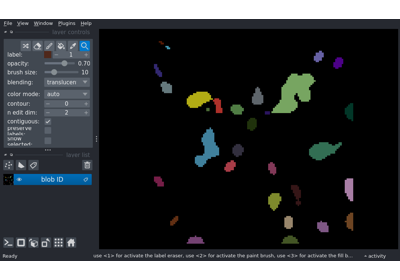 File View Window Plugins Help
layer controls
label: 1
opacity: 0.70
brush size: 10
blending: translucen
color mode: auto
contour: 0
n edit dim: 2
contiguous:
preserve labels:
show selected:
layer list
blob ID
Ready use <1> for activate the label eraser, use <2> for activate the paint brush, use <3> for activate the fill b... activity